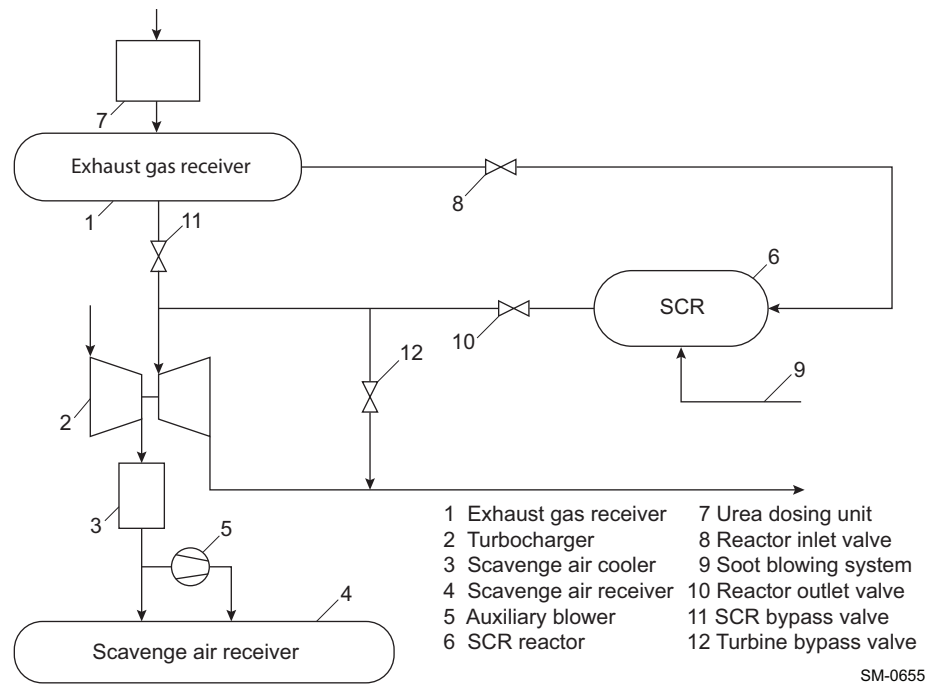 7
Exhaust gas receiver
1
11
8
6
SCR
10
12
9
2
3
5
4
Scavenge air receiver
1 Exhaust gas receiver
2 Turbocharger
3 Scavenge air cooler
4 Scavenge air receiver
5 Auxiliary blower
6 SCR reactor
7 Urea dosing unit
8 Reactor inlet valve
9 Soot blowing system
10 Reactor outlet valve
11 SCR bypass valve
12 Turbine bypass valve
SM-0655